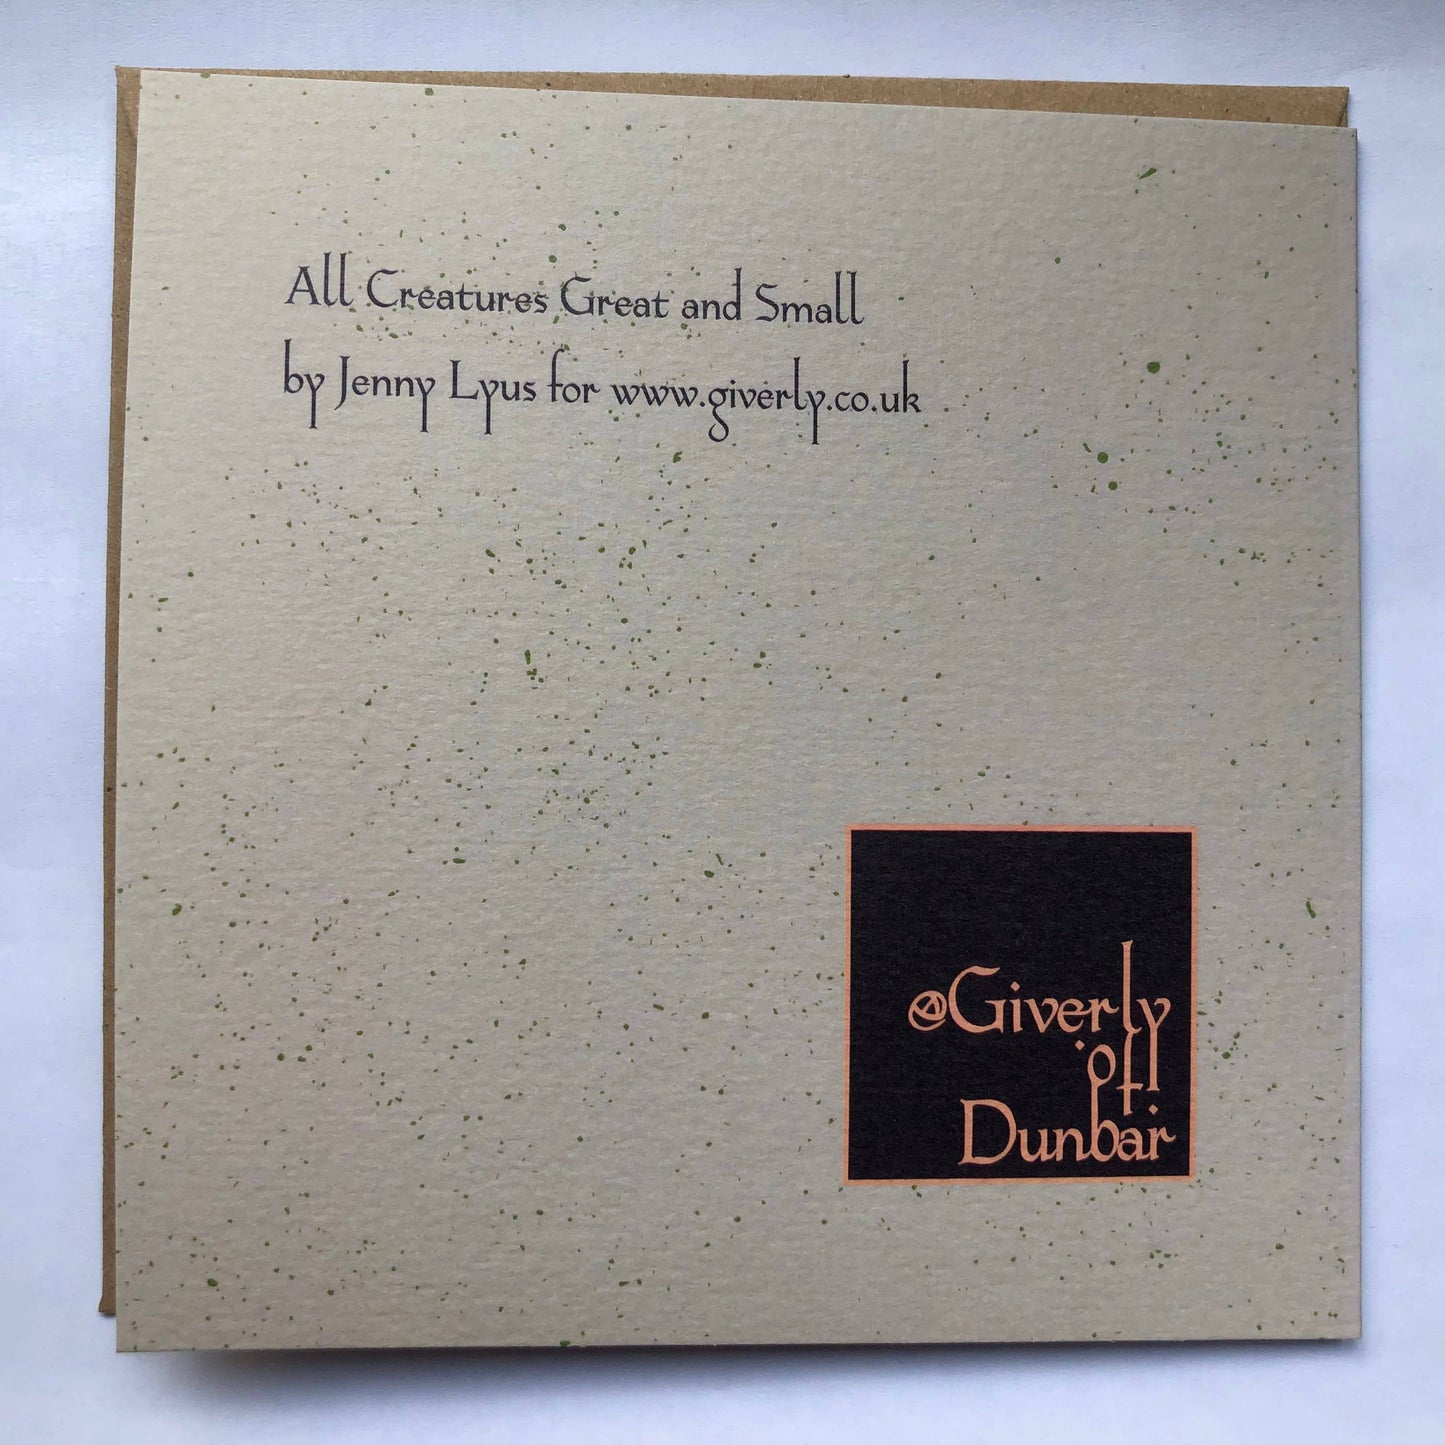 All Creatures Great and Small
by Jenny Lyus for www.giverly.co.uk
@Giverly
of
Dunbar